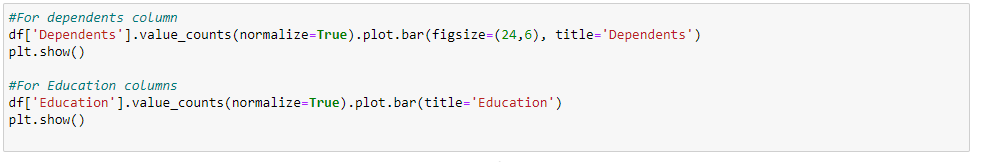 #For dependents column
df['Dependents'].value_counts(normalize=True).plot.bar(figsize=(24,6), title='Dependents')
plt.show()
#For Education columns
df['Education'].value_counts(normalize=True).plot.bar(title='Education')
plt.show()